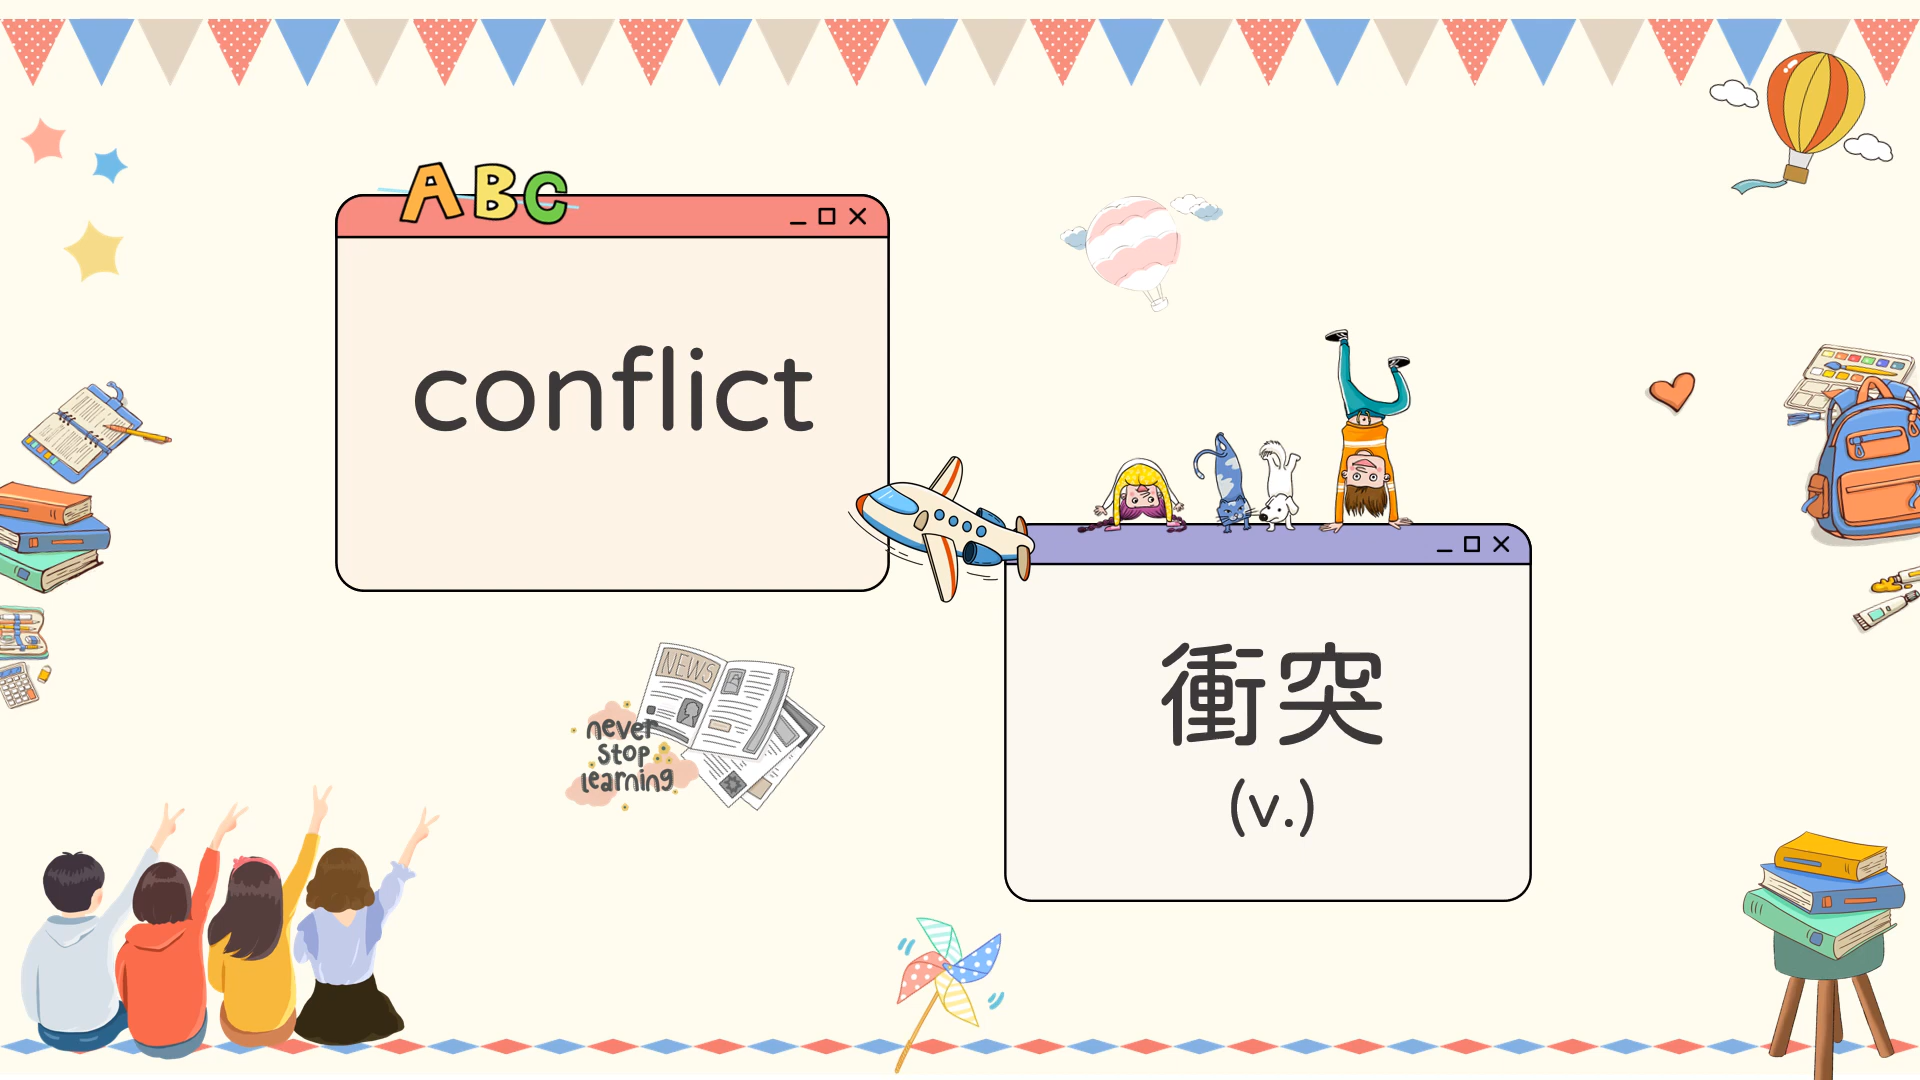 ABC
conflict
NEWS
never
stop
learning
衝突
(v.)